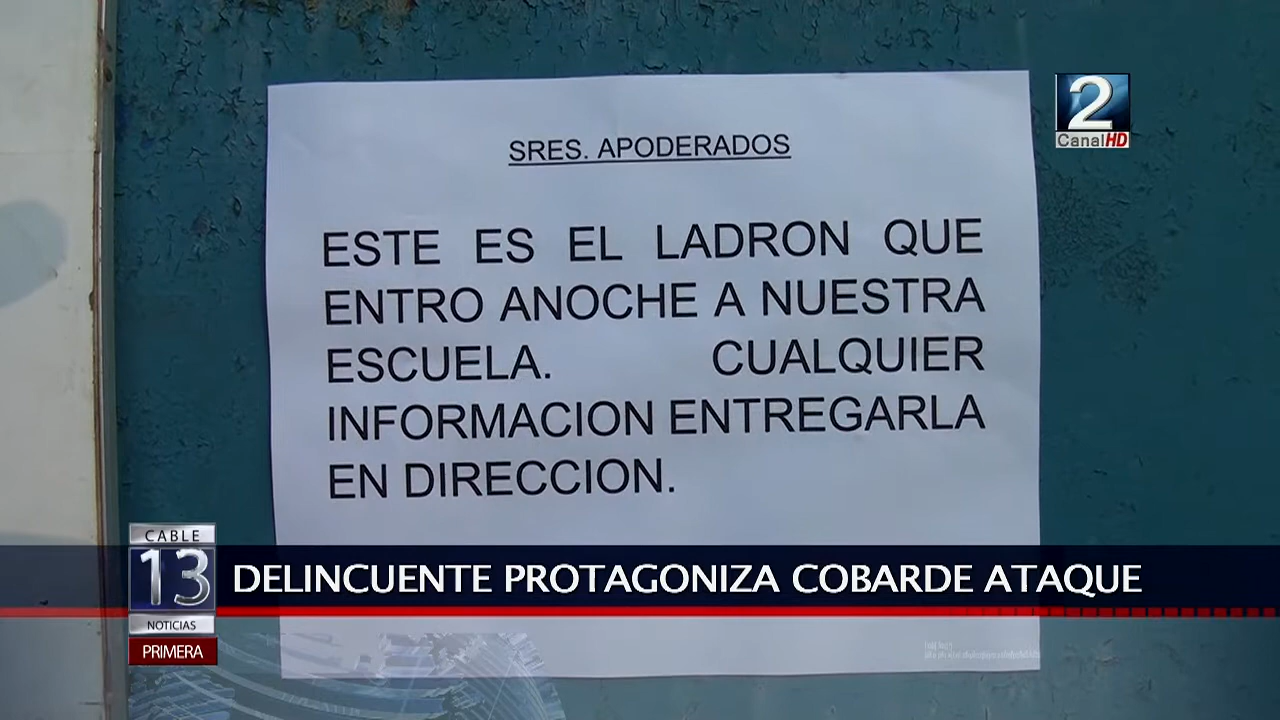 2
CanalHD
SRES. APODERADOS
ESTE ES EL LADRON QUE
ENTRO ANOCHE A NUESTRA
ESCUELA. CUALQUIER
INFORMACION ENTREGARLA
EN DIRECCION.
CABLE
13
NOTICIAS
PRIMERA
DELINCUENTE PROTAGONIZA COBARDE ATAQUE